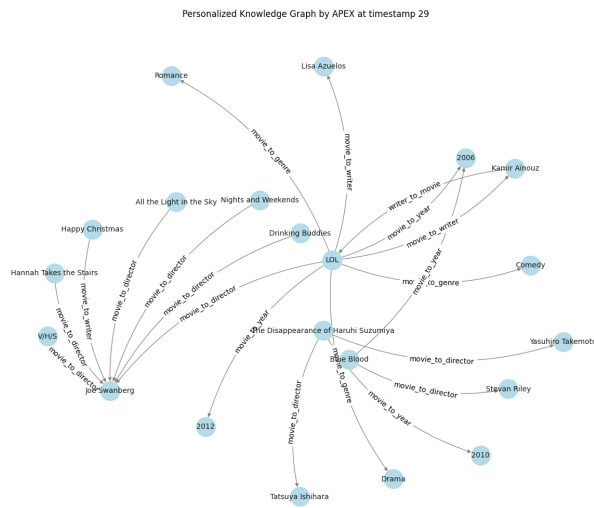 Personalized Knowledge Graph by APEX at timestamp 29
Lisa Azuelos
Romance
movie_to_genre
movie_to_writer
2006
Kamir Ainouz
writer_to_movie
movie_to_year
movie_to_writer
All the Light in the Sky
Nights and Weekends
Happy Christmas
Drinking Buddies
LOL
Comedy
Hannah Takes the Stairs
movie_to_director
movie_to_director
movie_to_director
movie_to_director
movie_to_writer
movie_to_director
movie_to_year
V/H/S
movie_to_year
The Disappearance of Haruhi Suzumiya
Yasuhiro Takemoto
movie_to_director
Blue Blood
movie_to_genre
movie_to_director
Joe Swanberg
movie_to_director
Stevan Riley
movie_to_year
2012
movie_to_director
2010
Drama
Tatsuya Ishihara